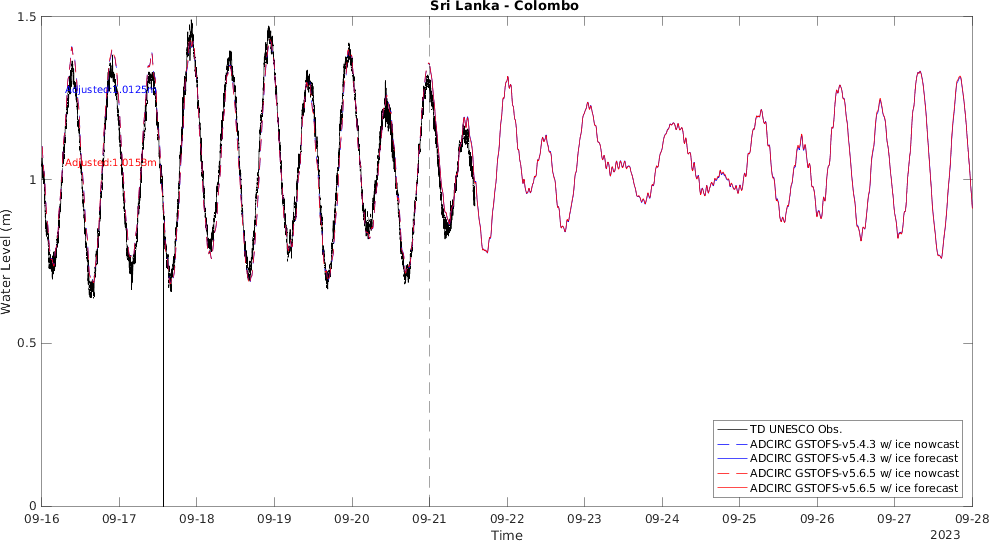 Sri Lanka - Colombo
1.5
Adjusted:1.0125m
Adjusted:1.0153m
1
Water Level (m)
0.5
TD UNESCO Obs.
ADCIRC GSTOFS-v5.4.3 w/ ice nowcast
ADCIRC GSTOFS-v5.4.3 w/ ice forecast
ADCIRC GSTOFS-v5.6.5 w/ ice nowcast
ADCIRC GSTOFS-v5.6.5 w/ ice forecast
0
09-16 09-17 09-18 09-19 09-20 09-21 09-22 09-23 09-24 09-25 09-26 09-27 09-28
Time
2023